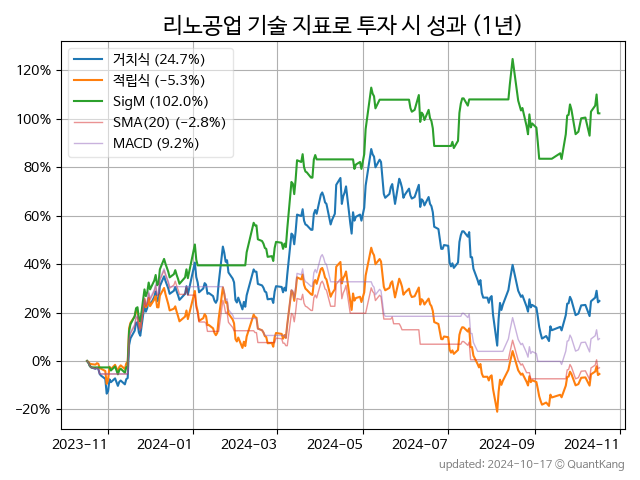 리노공업 기술 지표로 투자 시 성과 (1년)
거치식 (24.7%)
적립식 (−5.3%)
SigM (102.0%)
SMA(20) (−2.8%)
MACD (9.2%)
120%
100%
80%
60%
40%
20%
0%
−20%
2023-11 2024-01 2024-03 2024-05 2024-07 2024-09 2024-11
updated: 2024-10-17 © QuantKang